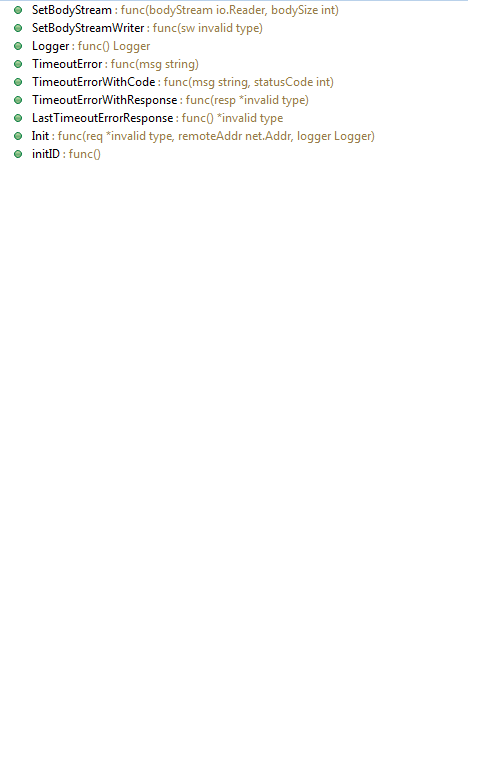 SetBodyStream : func(bodyStream io.Reader, bodySize int)
SetBodyStreamWriter : func(sw invalid type)
Logger : func() Logger
TimeoutError : func(msg string)
TimeoutErrorWithCode : func(msg string, statusCode int)
TimeoutErrorWithResponse : func(resp *invalid type)
LastTimeoutErrorResponse : func() *invalid type
Init : func(req *invalid type, remoteAddr net.Addr, logger Logger)
initID : func()